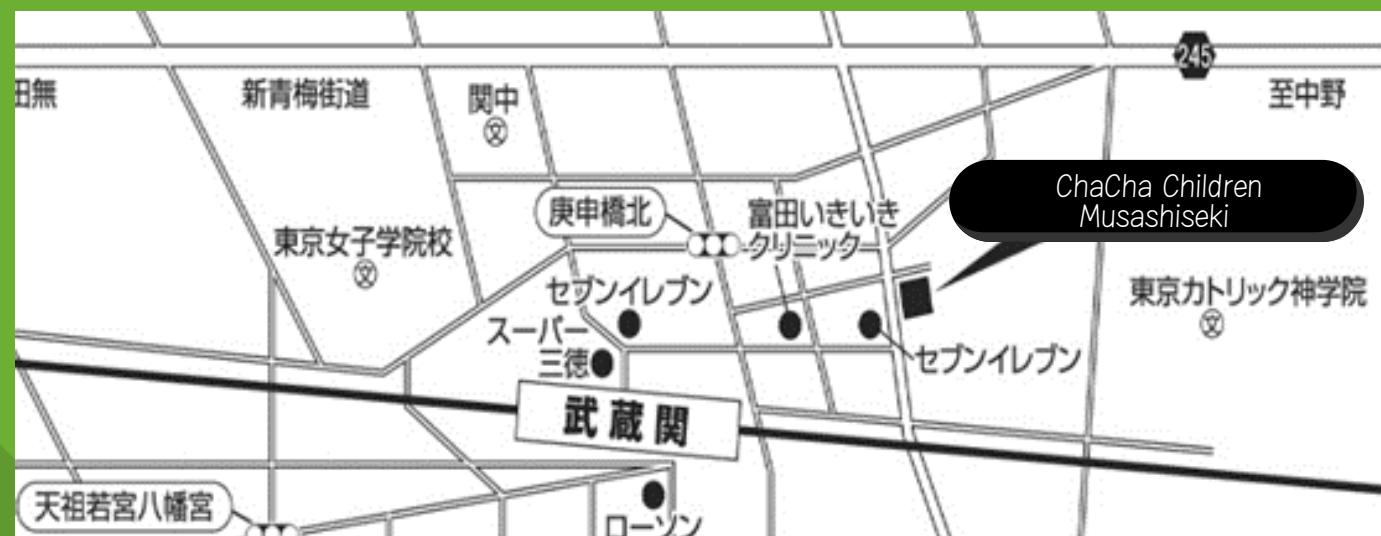 245
田無
新青梅街道
関中
文
至中野
ChaCha Children
Musashiseki
庚申橋北
富田いきいき
クリニック
東京女子学院校
文
セブンイレブン
東京カトリック神学院
文
スーパー
三徳
セブンイレブン
武蔵関
天祖若宮八幡宮
ローソン